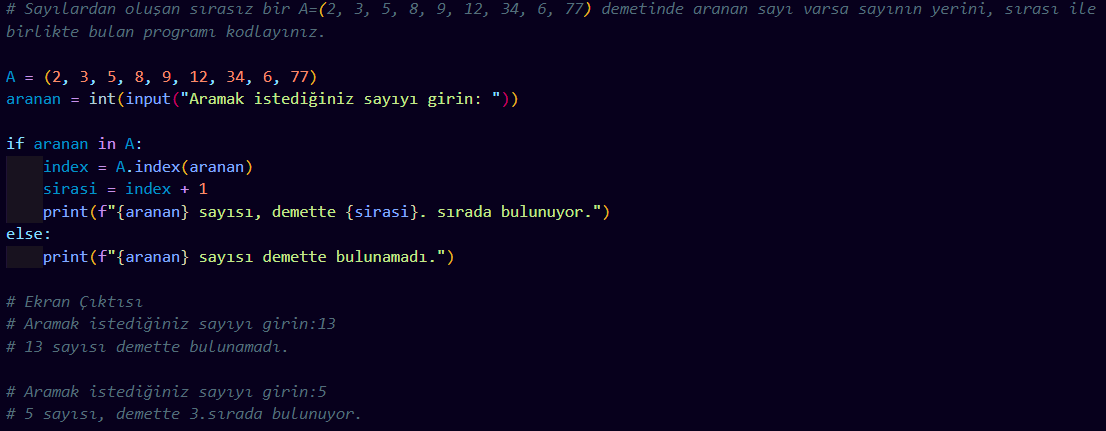 # Sayılardan oluşan sırasız bir A=(2, 3, 5, 8, 9, 12, 34, 6, 77) demetinde aranan sayı varsa sayının yerini, sırası ile
birlikte bulan programı kodlayınız.

A = (2, 3, 5, 8, 9, 12, 34, 6, 77)
aranan = int(input("Aramak istediğiniz sayıyı girin: "))

if aranan in A:
    index = A.index(aranan)
    sirasi = index + 1
    print(f"{aranan} sayısı, demette {sirasi}. sırada bulunuyor.")
else:
    print(f"{aranan} sayısı demette bulunamadı.")

# Ekran Çıktısı
# Aramak istediğiniz sayıyı girin:13
# 13 sayısı demette bulunamadı.

# Aramak istediğiniz sayıyı girin:5
# 5 sayısı, demette 3.sırada bulunuyor.